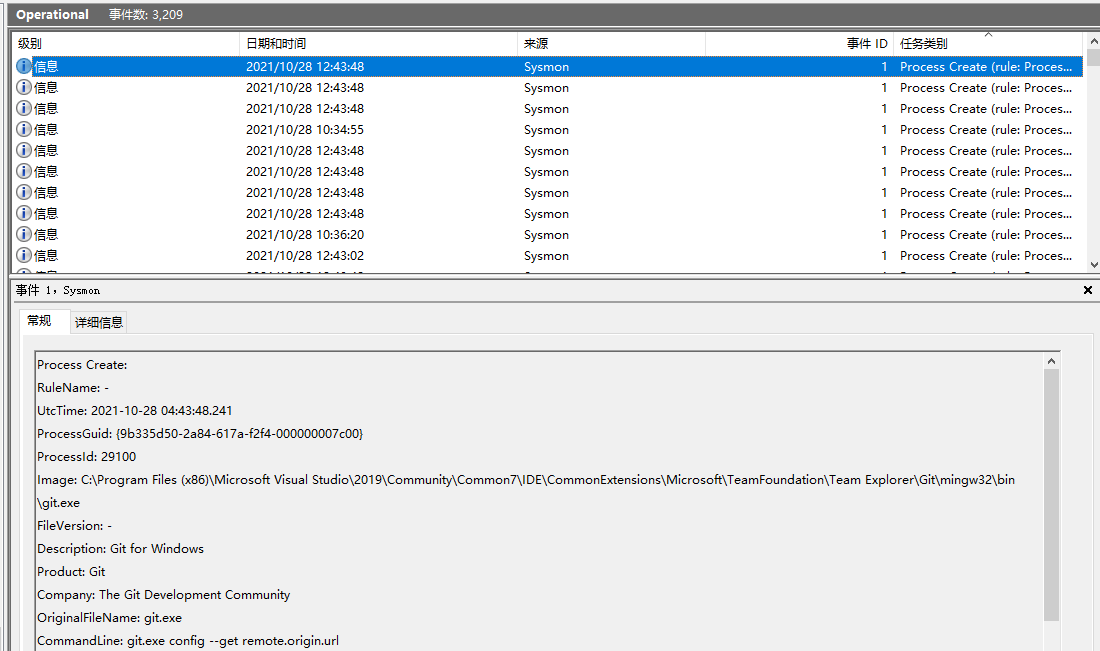 Operational 事件数: 3,209
级别 日期和时间 来源 事件 ID 任务类别
信息 2021/10/28 12:43:48 Sysmon 1 Process Create (rule: Proces...
信息 2021/10/28 12:43:48 Sysmon 1 Process Create (rule: Proces...
信息 2021/10/28 12:43:48 Sysmon 1 Process Create (rule: Proces...
信息 2021/10/28 10:34:55 Sysmon 1 Process Create (rule: Proces...
信息 2021/10/28 12:43:48 Sysmon 1 Process Create (rule: Proces...
信息 2021/10/28 12:43:48 Sysmon 1 Process Create (rule: Proces...
信息 2021/10/28 12:43:48 Sysmon 1 Process Create (rule: Proces...
信息 2021/10/28 12:43:48 Sysmon 1 Process Create (rule: Proces...
信息 2021/10/28 10:36:20 Sysmon 1 Process Create (rule: Proces...
信息 2021/10/28 12:43:02 Sysmon 1 Process Create (rule: Proces...
事件 1，Sysmon
常规 详细信息
Process Create:
RuleName: -
UtcTime: 2021-10-28 04:43:48.241
ProcessGuid: {9b335d50-2a84-617a-f2f4-000000007c00}
ProcessId: 29100
Image: C:\Program Files (x86)\Microsoft Visual Studio\2019\Community\Common7\IDE\CommonExtensions\Microsoft\TeamFoundation\Team Explorer\Git\mingw32\bin
\git.exe
FileVersion: -
Description: Git for Windows
Product: Git
Company: The Git Development Community
OriginalFileName: git.exe
CommandLine: git.exe config --get remote.origin.url